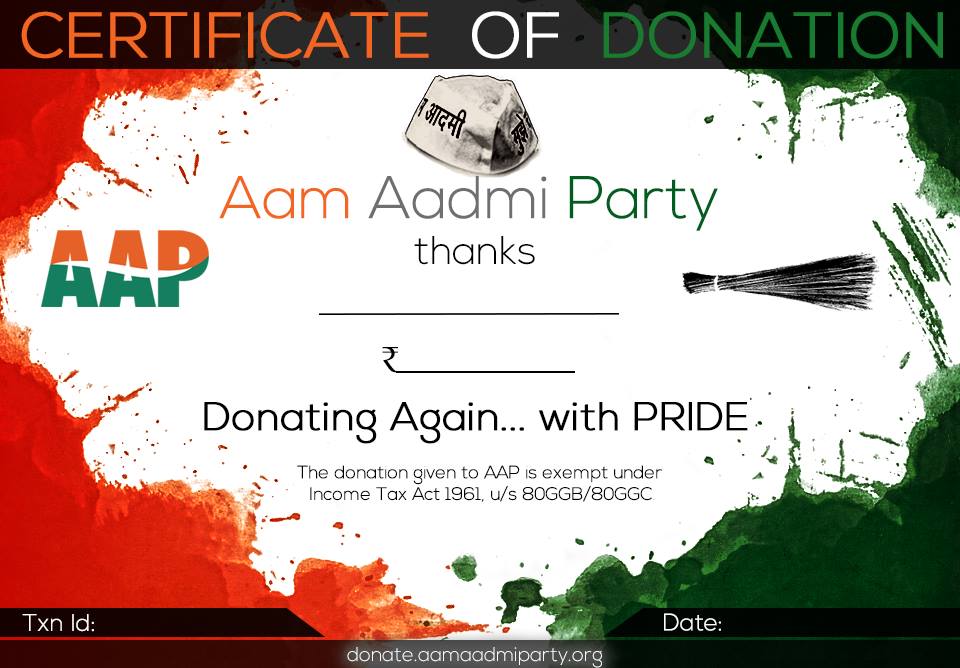 CERTIFICATE OF DONATION
आदमी
Aam Aadmi Party
thanks
AAP
₹
Donating Again... with PRIDE
The donation given to AAP is exempt under
Income Tax Act 1961, u/s 80GGB/80GGC
Txn Id:
Date:
donate.aamaadmiparty.org